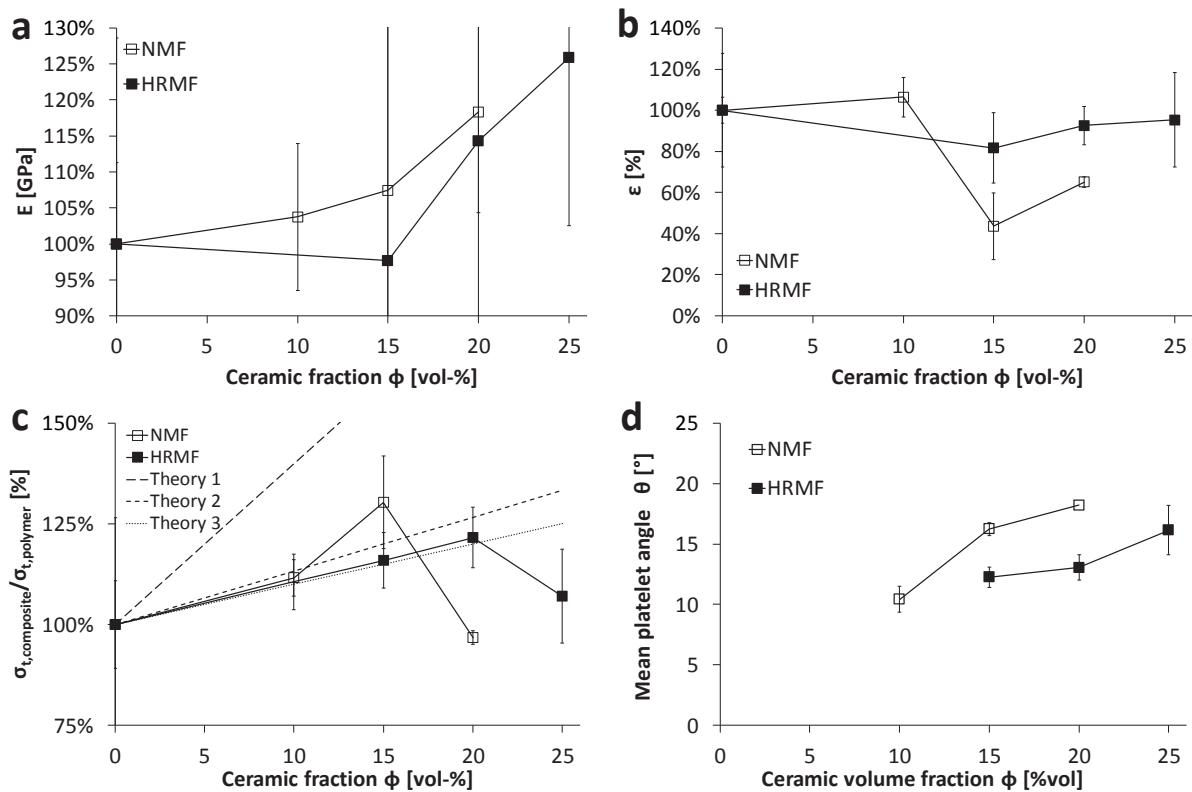 a
130%
125%
120%
115%
110%
105%
100%
95%
90%
E [GPa]
NMF
HRMF
0 5 10 15 20 25
Ceramic fraction ϕ [vol-%]
b
140%
120%
100%
80%
60%
40%
20%
0%
ε [%]
NMF
HRMF
0 5 10 15 20 25
Ceramic fraction ϕ [vol-%]
c
150%
125%
100%
75%
σt,composite/σt,polymer [%]
NMF
HRMF
Theory 1
Theory 2
Theory 3
0 5 10 15 20 25
Ceramic fraction ϕ [vol-%]
d
25
20
15
10
5
0
Mean platelet angle θ [°]
NMF
HRMF
0 5 10 15 20 25
Ceramic volume fraction ϕ [%vol]